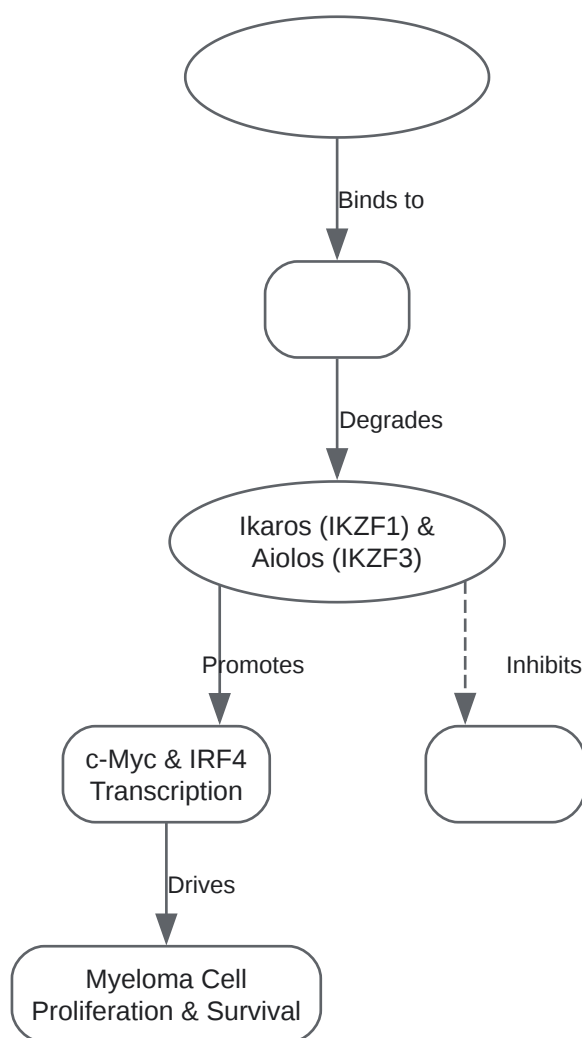 Binds to
Degrades
Ikaros (IKZF1) &
Aiolos (IKZF3)
Promotes
Inhibits
c-Myc & IRF4
Transcription
Drives
Myeloma Cell
Proliferation & Survival